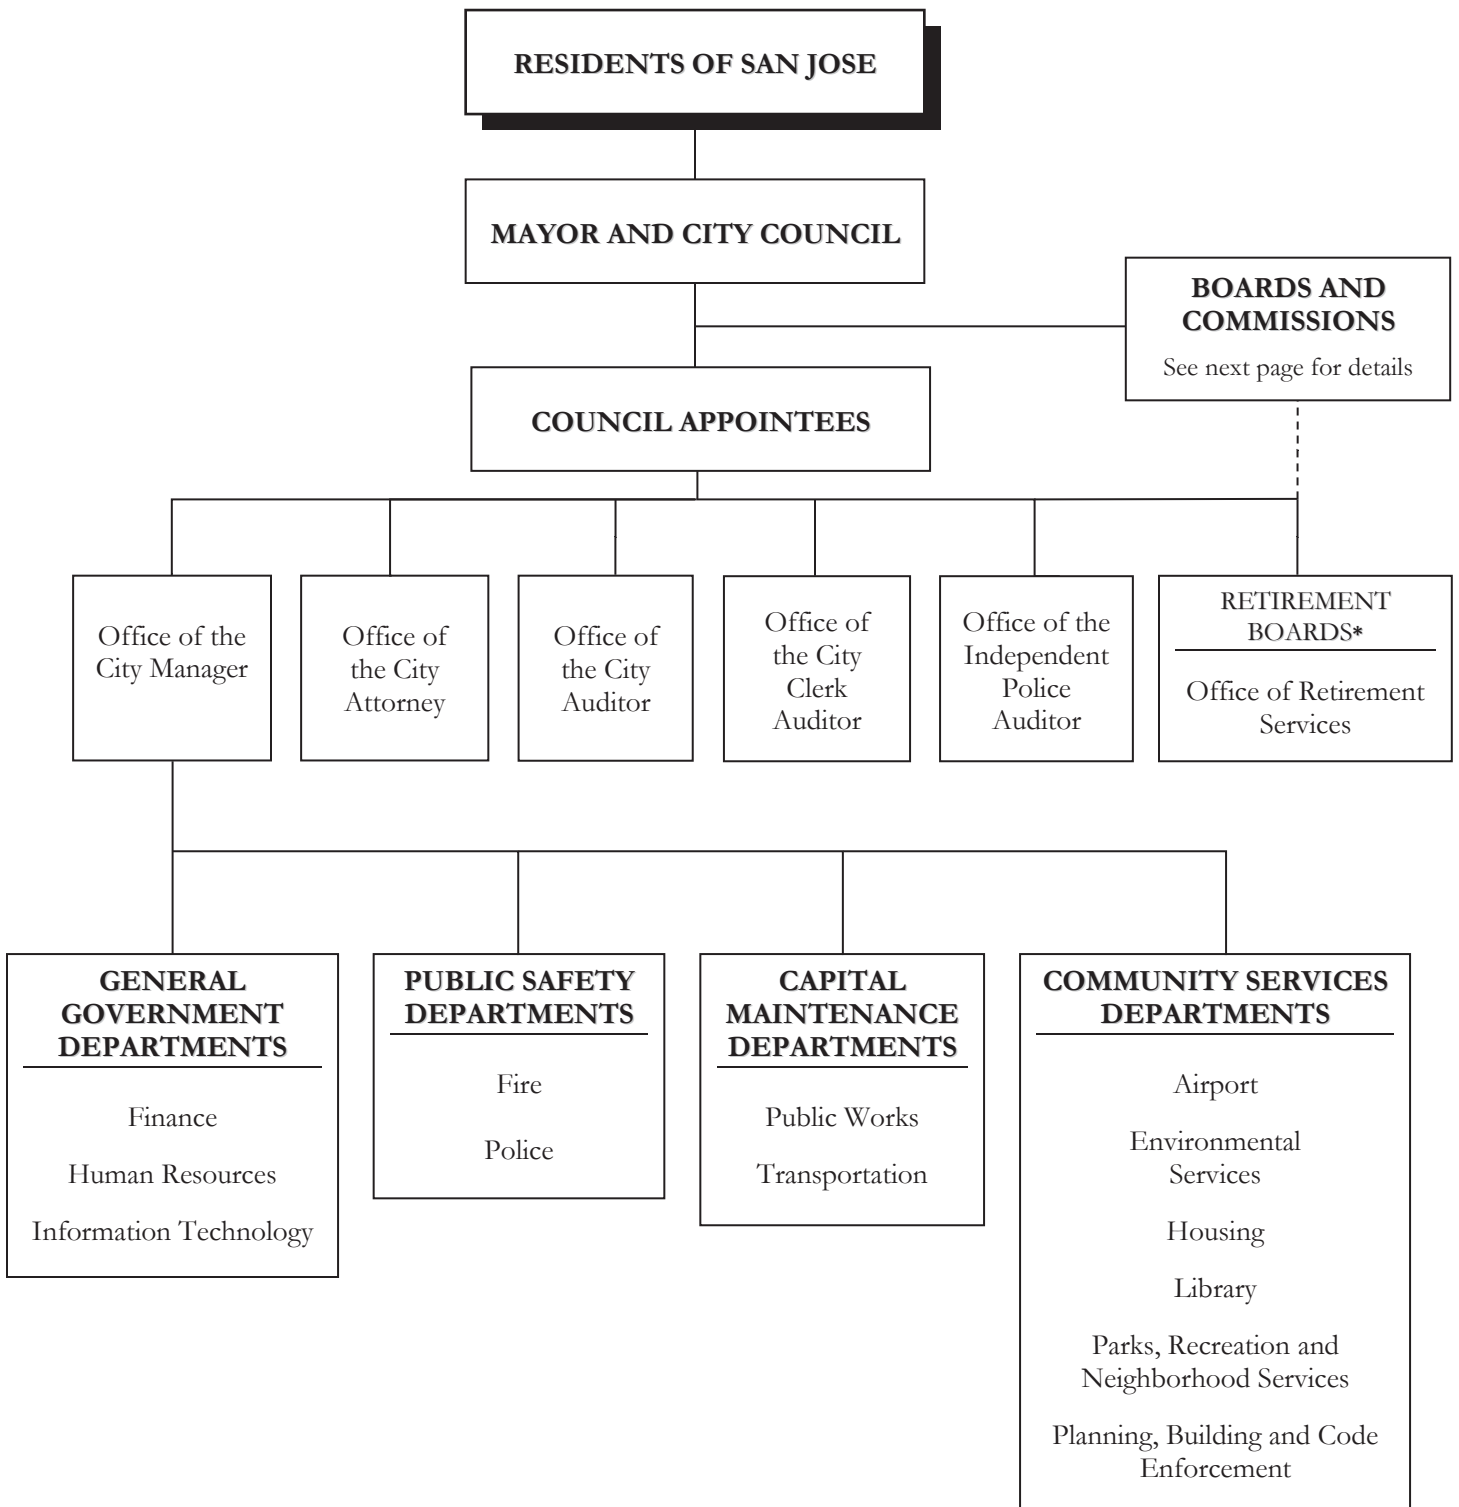 RESIDENTS OF SAN JOSE
MAYOR AND CITY COUNCIL
BOARDS AND
COMMISSIONS
See next page for details
COUNCIL APPOINTEES
Office of the
City Manager
Office of
the City
Attorney
Office of
the City
Auditor
Office of
the City
Clerk
Auditor
Office of the
Independent
Police
Auditor
RETIREMENT
BOARDS*
Office of Retirement
Services
GENERAL
GOVERNMENT
DEPARTMENTS
Finance
Human Resources
Information Technology
PUBLIC SAFETY
DEPARTMENTS
Fire
Police
CAPITAL
MAINTENANCE
DEPARTMENTS
Public Works
Transportation
COMMUNITY SERVICES
DEPARTMENTS
Airport
Environmental
Services
Housing
Library
Parks, Recreation and
Neighborhood Services
Planning, Building and Code
Enforcement